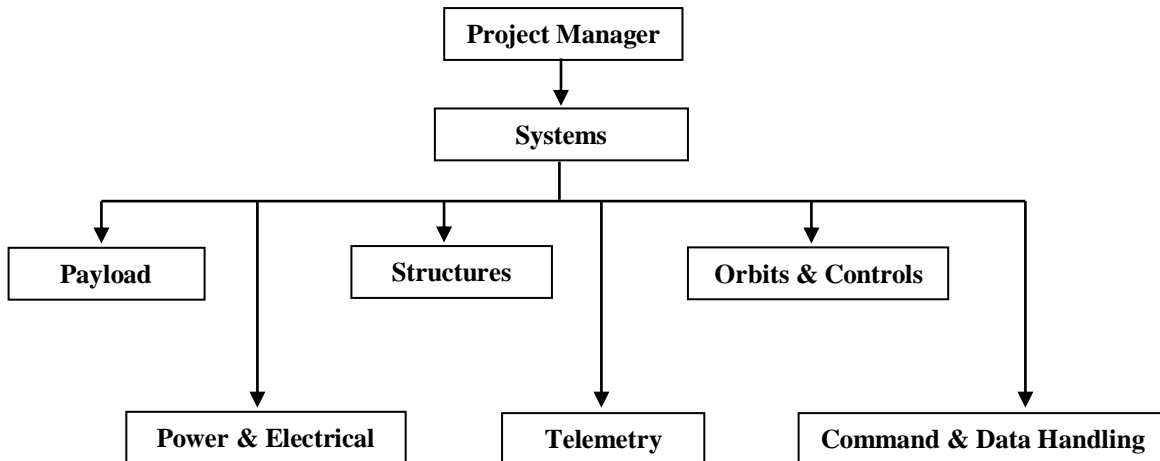 Project Manager
Systems
Payload
Structures
Orbits & Controls
Power & Electrical
Telemetry
Command & Data Handling